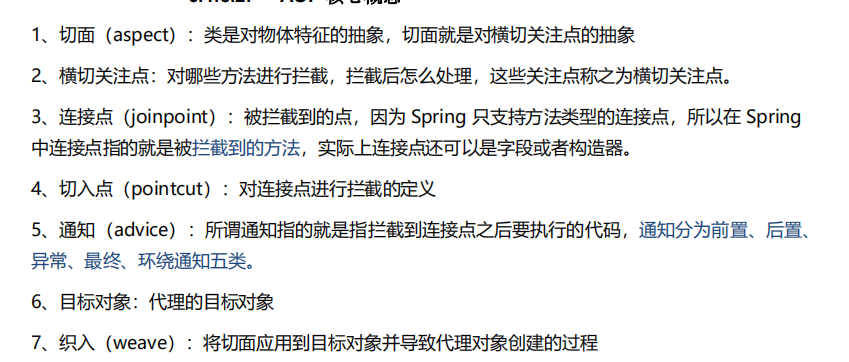 1、切面（aspect）：类是对物体特征的抽象，切面就是对横切关注点的抽象
2、横切关注点：对哪些方法进行拦截，拦截后怎么处理，这些关注点称之为横切关注点。
3、连接点（joinpoint）：被拦截到的点，因为 Spring 只支持方法类型的连接点，所以在 Spring
中连接点指的就是被拦截到的方法，实际上连接点还可以是字段或者构造器。
4、切入点（pointcut）：对连接点进行拦截的定义
5、通知（advice）：所谓通知指的就是指拦截到连接点之后要执行的代码，通知分为前置、后置、
异常、最终、环绕通知五类。
6、目标对象：代理的目标对象
7、织入（weave）：将切面应用到目标对象并导致代理对象创建的过程